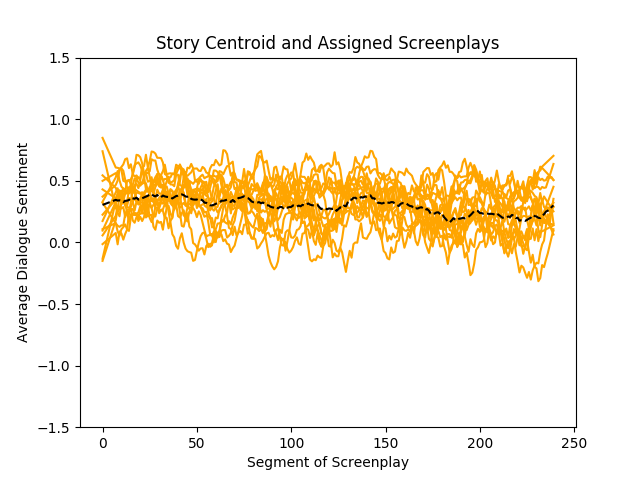 Story Centroid and Assigned Screenplays
1.5
1.0
0.5
0.0
−0.5
−1.0
−1.5
Average Dialogue Sentiment
0 50 100 150 200 250
Segment of Screenplay